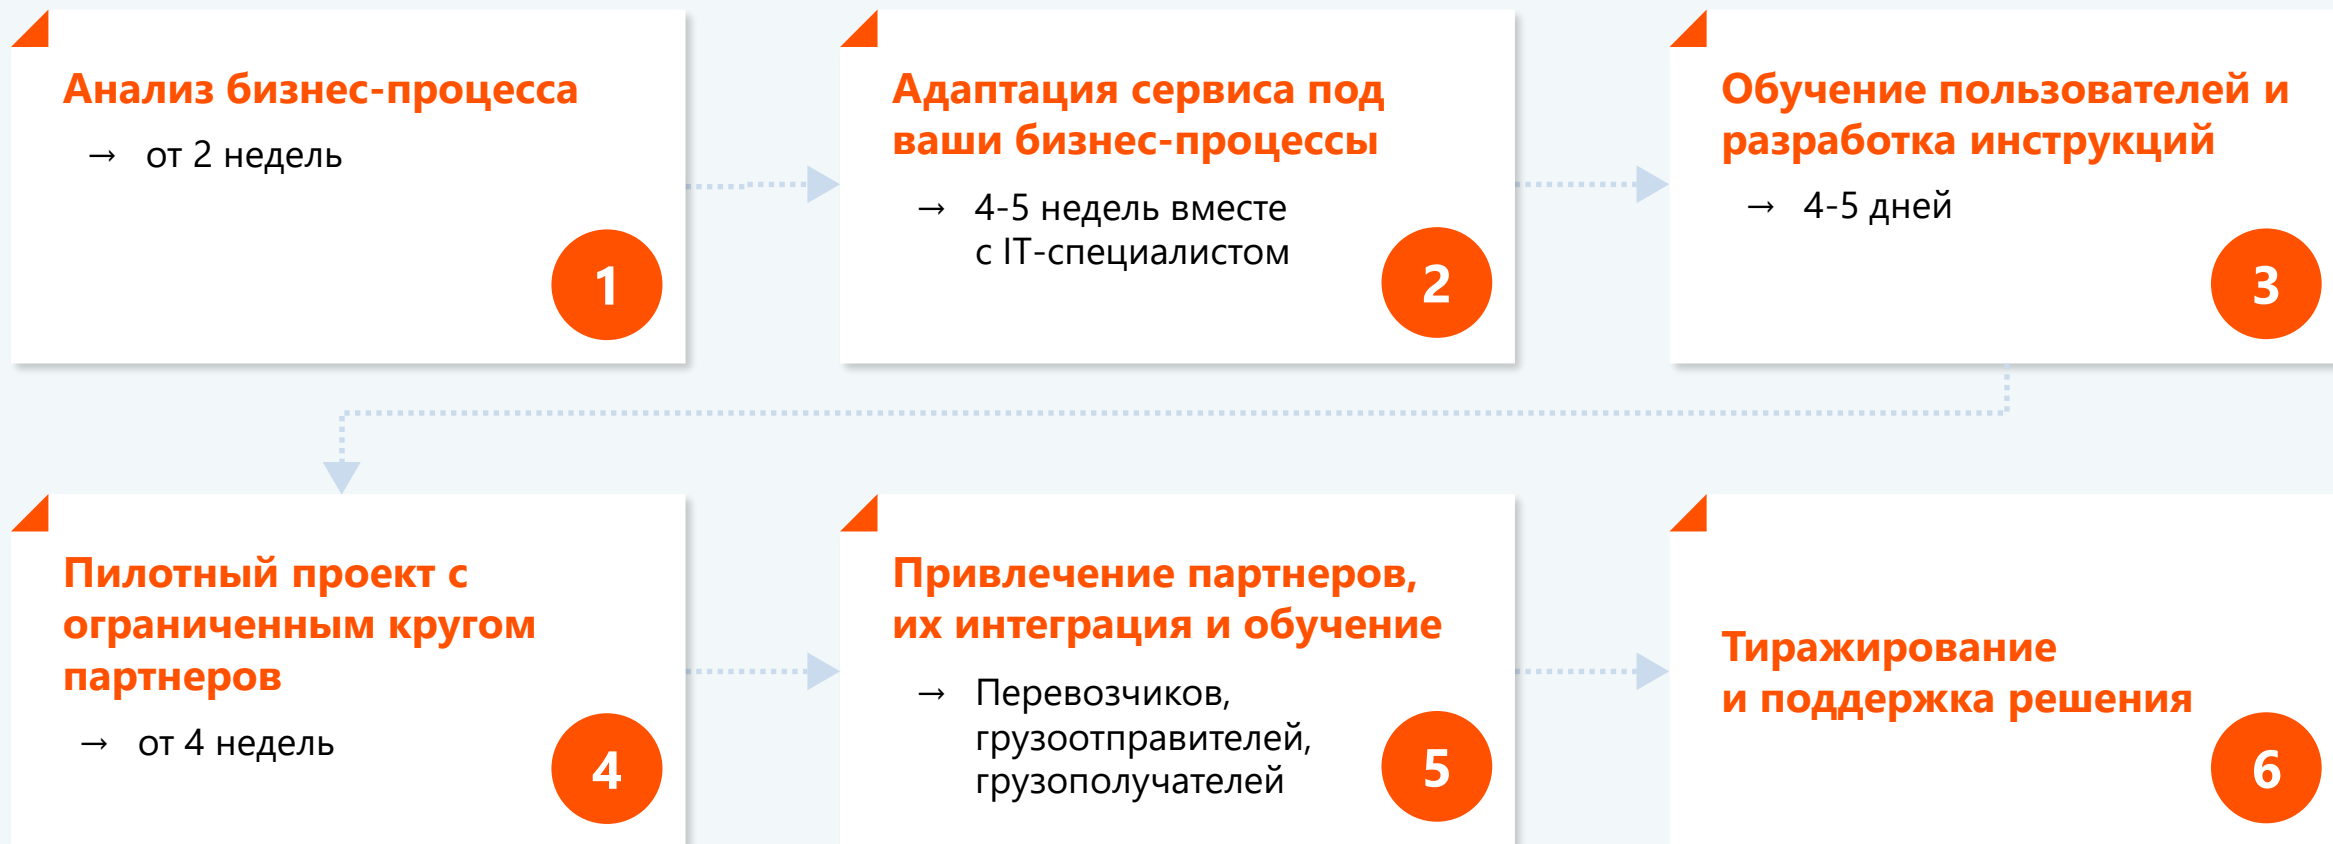 Анализ бизнес-процесса
→ от 2 недель
1
Адаптация сервиса под
ваши бизнес-процессы
→ 4-5 недель вместе
с IT-специалистом
2
Обучение пользователей и
разработка инструкций
→ 4-5 дней
3
Пилотный проект с
ограниченным кругом
партнеров
→ от 4 недель
4
Привлечение партнеров,
их интеграция и обучение
→ Перевозчиков,
грузоотправителей,
грузополучателей
5
Тиражирование
и поддержка решения
6